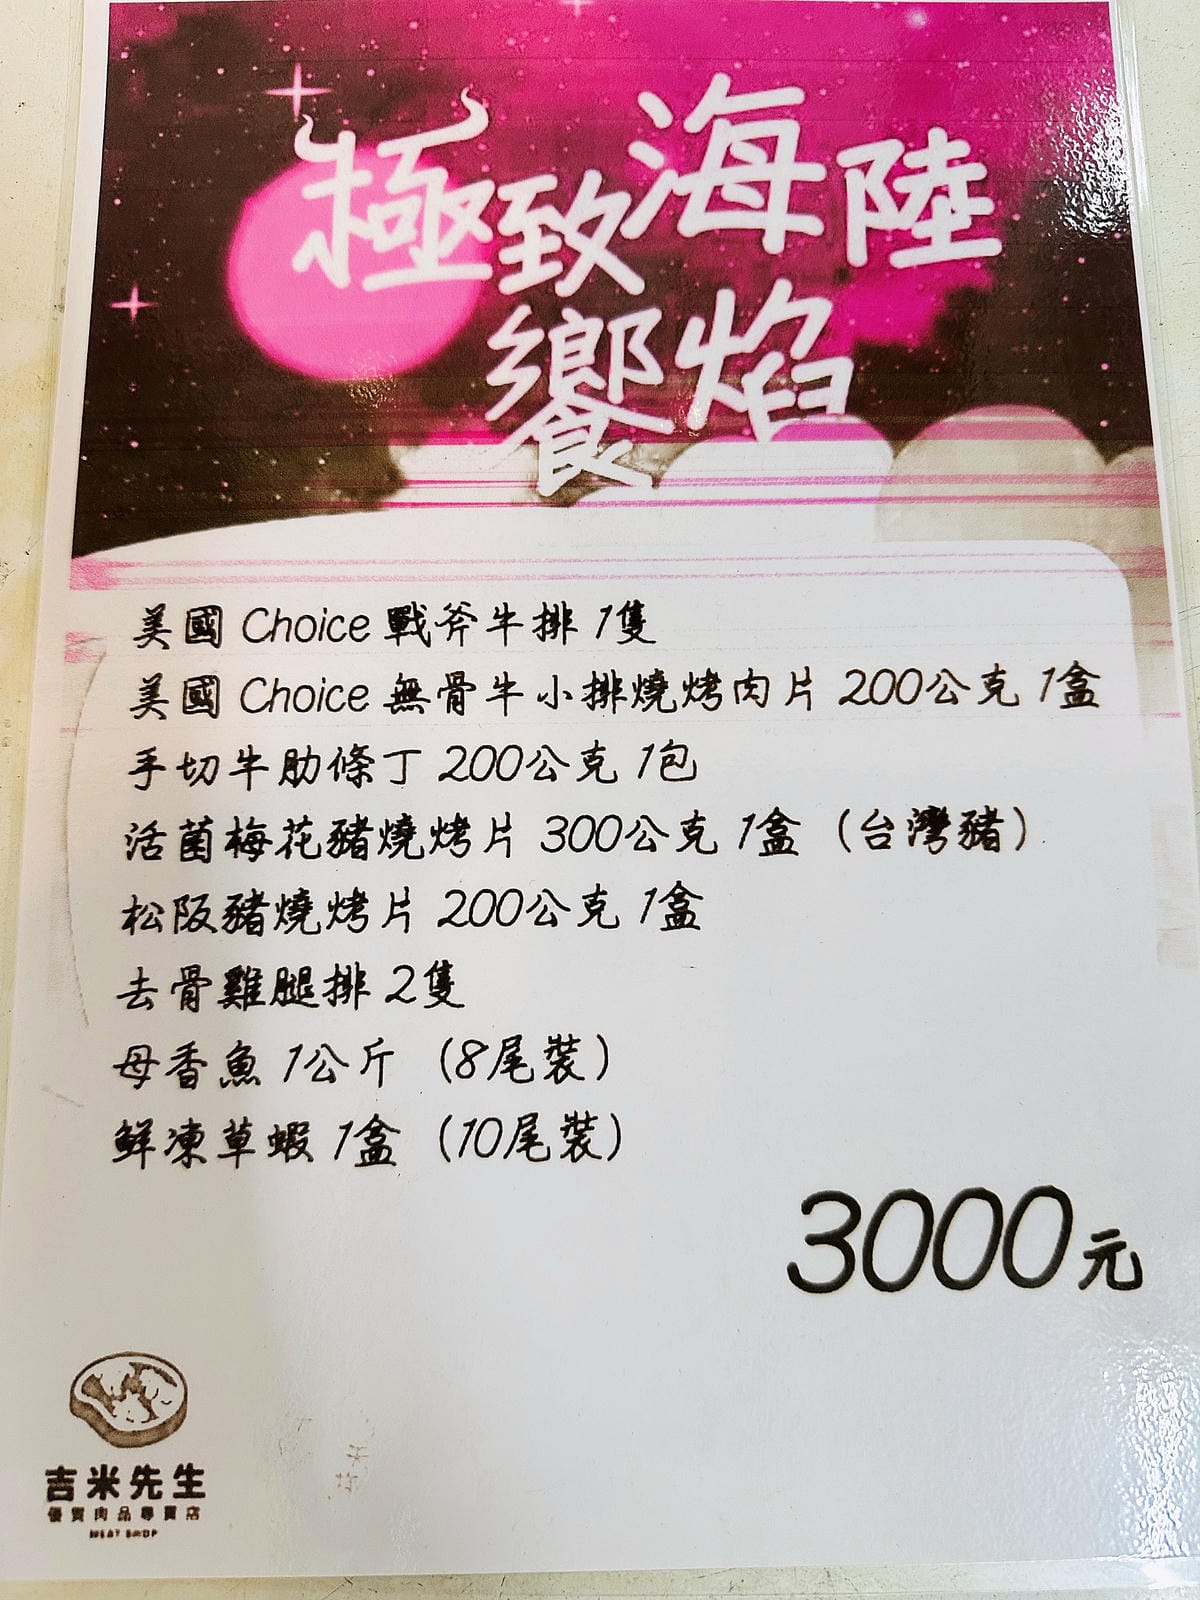 極致海陸
饗焰
美國 Choice 戰斧牛排 1隻
美國 Choice 無骨牛小排燒烤肉片 200公克 1盒
手切牛肋條丁 200公克 1包
活菌梅花豬燒烤片 300公克 1盒（台灣豬）
松阪豬燒烤片 200公克 1盒
去骨雞腿排 2隻
母香魚 1公斤（8尾裝）
鮮凍草蝦 1盒（10尾裝）
3000元
吉米先生
優質肉品專賣店
MEAT SHOP